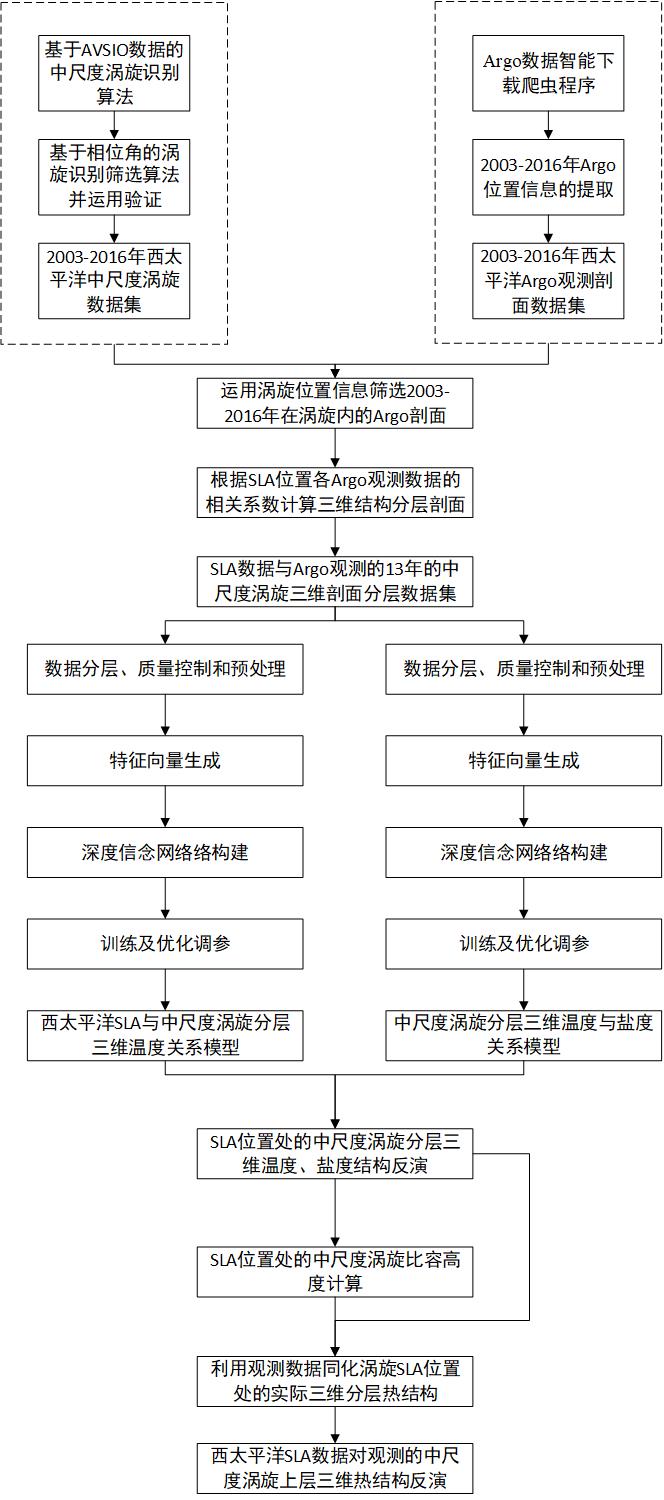 基于AVSIO数据的
中尺度涡旋识别
算法
基于相位角的涡
旋识别筛选算法
并运用验证
2003-2016年西太
平洋中尺度涡旋
数据集
Argo数据智能下
载爬虫程序
2003-2016年Argo
位置信息的提取
2003-2016年西太
平洋Argo观测剖
面数据集
运用涡旋位置信息筛选2003-
2016年在涡旋内的Argo剖面
根据SLA位置各Argo观测数据的
相关系数计算三维结构分层剖面
SLA数据与Argo观测的13年的中
尺度涡旋三维剖面分层数据集
数据分层、质量控制和预处理
特征向量生成
深度信念网络络构建
训练及优化调参
西太平洋SLA与中尺度涡旋分层
三维温度关系模型
数据分层、质量控制和预处理
特征向量生成
深度信念网络络构建
训练及优化调参
中尺度涡旋分层三维温度与盐度
关系模型
SLA位置处的中尺度涡旋分层三
维温度、盐度结构反演
SLA位置处的中尺度涡旋比容高
度计算
利用观测数据同化涡旋SLA位置
处的实际三维分层热结构
西太平洋SLA数据对观测的中尺
度涡旋上层三维热结构反演